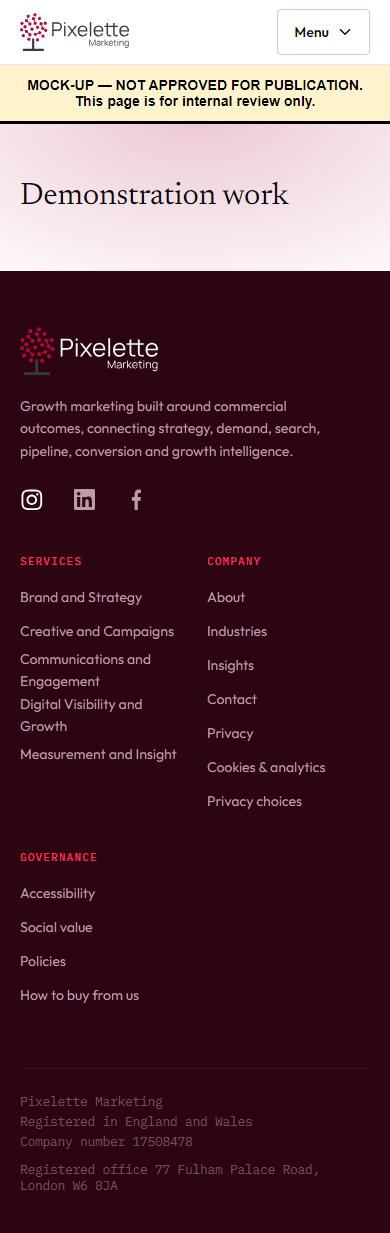 Pixelette
Marketing
Menu
MOCK-UP — NOT APPROVED FOR PUBLICATION.
This page is for internal review only.
Demonstration work
Pixelette
Marketing
Growth marketing built around commercial
outcomes, connecting strategy, demand, search,
pipeline, conversion and growth intelligence.
SERVICES
Brand and Strategy
Creative and Campaigns
Communications and
Engagement
Digital Visibility and
Growth
Measurement and Insight
COMPANY
About
Industries
Insights
Contact
Privacy
Cookies & analytics
Privacy choices
GOVERNANCE
Accessibility
Social value
Policies
How to buy from us
Pixelette Marketing
Registered in England and Wales
Company number 17508478
Registered office 77 Fulham Palace Road,
London W6 8JA